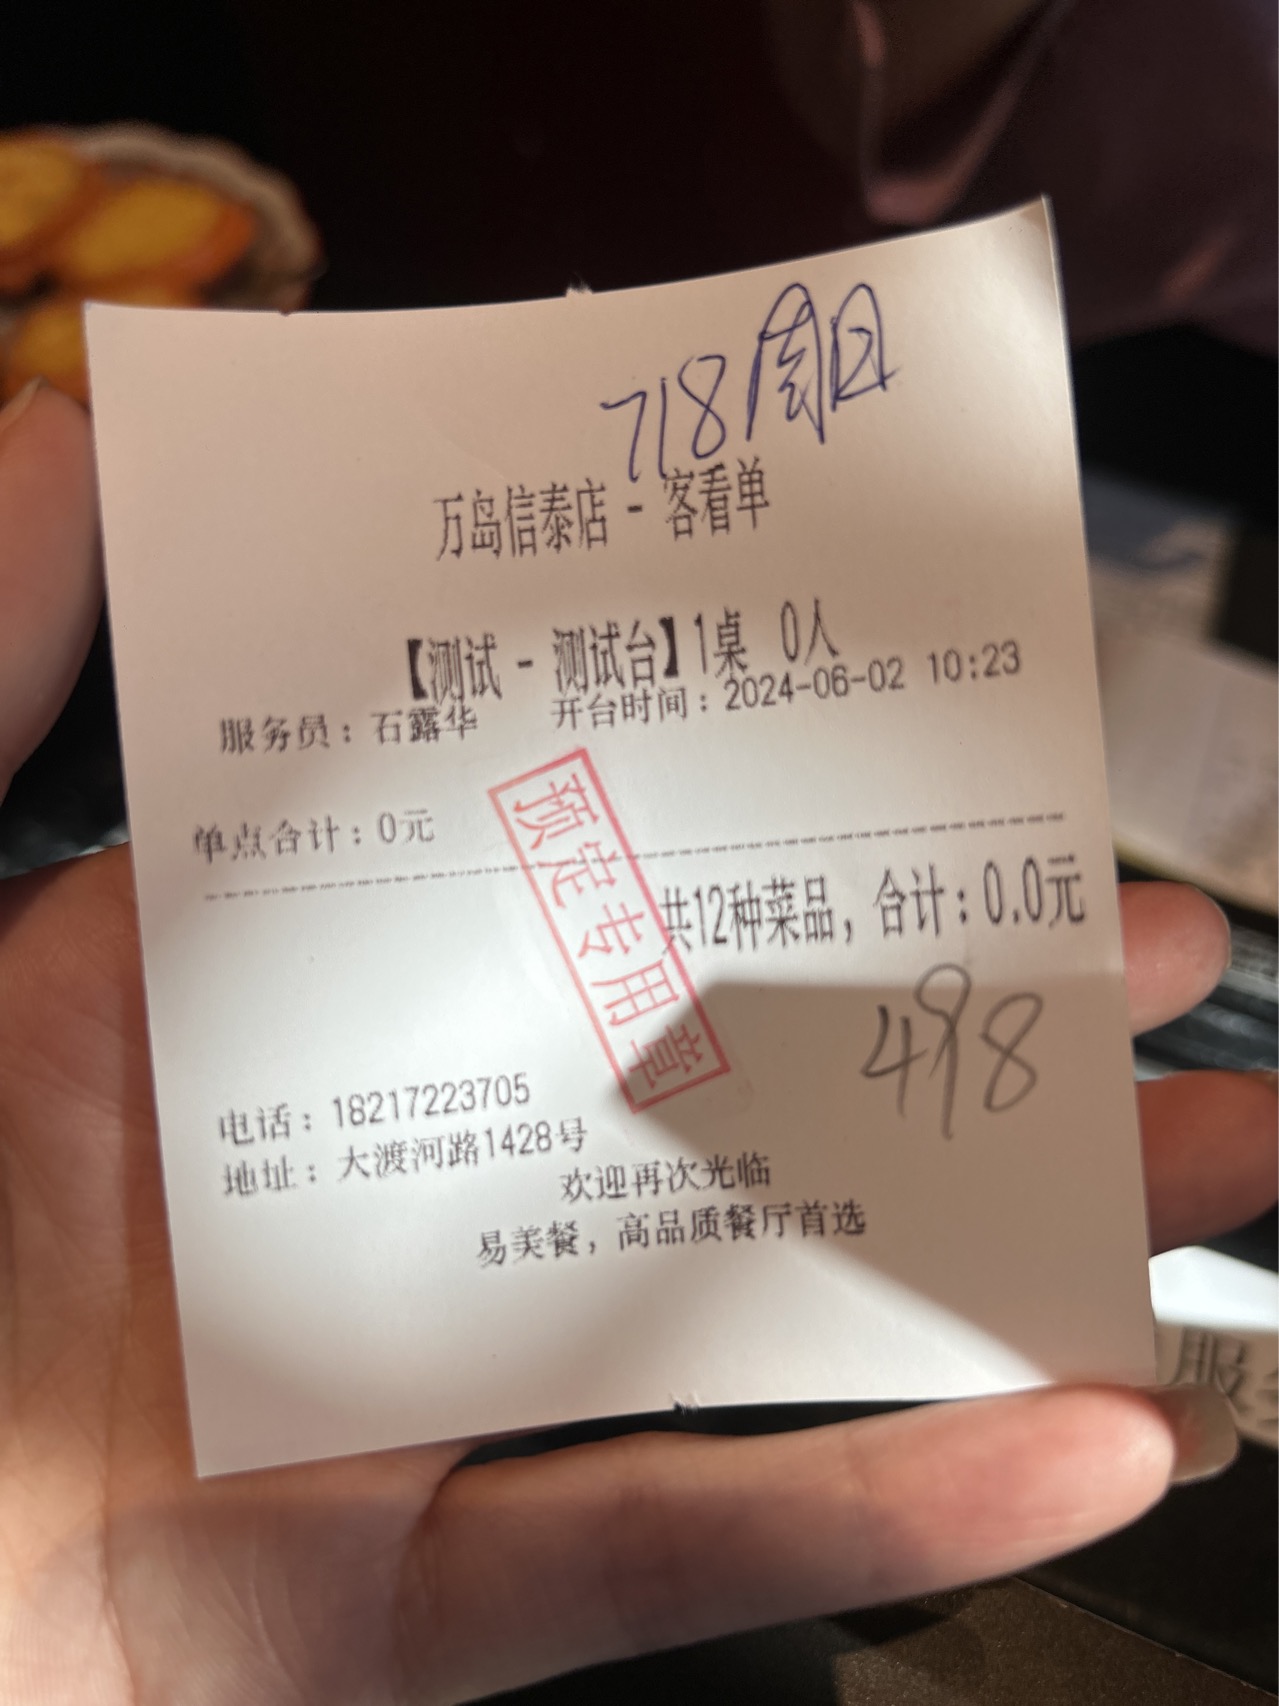 718周日
万岛信泰店 - 客看单
【测试 - 测试台】1桌 0人
服务员：石露华 开台时间：2024-06-02 10:23
单点合计：0元
共12种菜品，合计：0.0元
预定专用章
498
电话：18217223705
地址：大渡河路1428号
欢迎再次光临
易美餐，高品质餐厅首选
服务